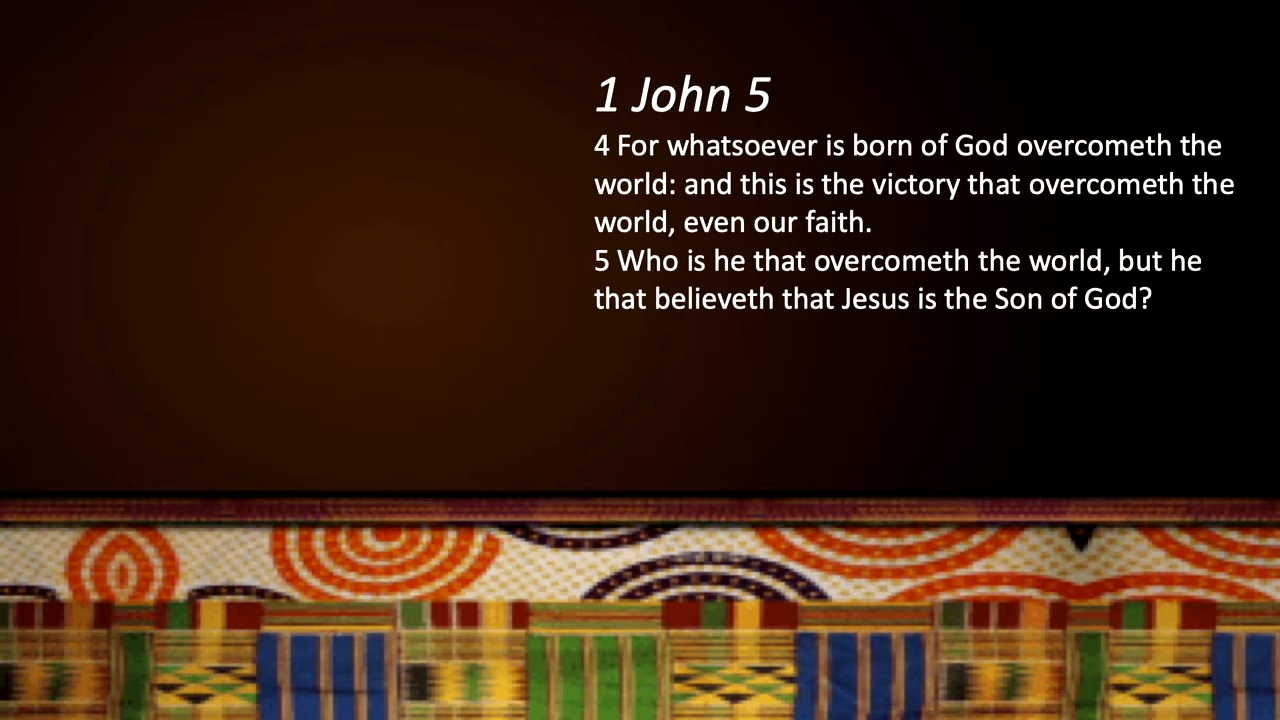 1 John 5
4 For whatsoever is born of God overcometh the
world: and this is the victory that overcometh the
world, even our faith.
5 Who is he that overcometh the world, but he
that believeth that Jesus is the Son of God?